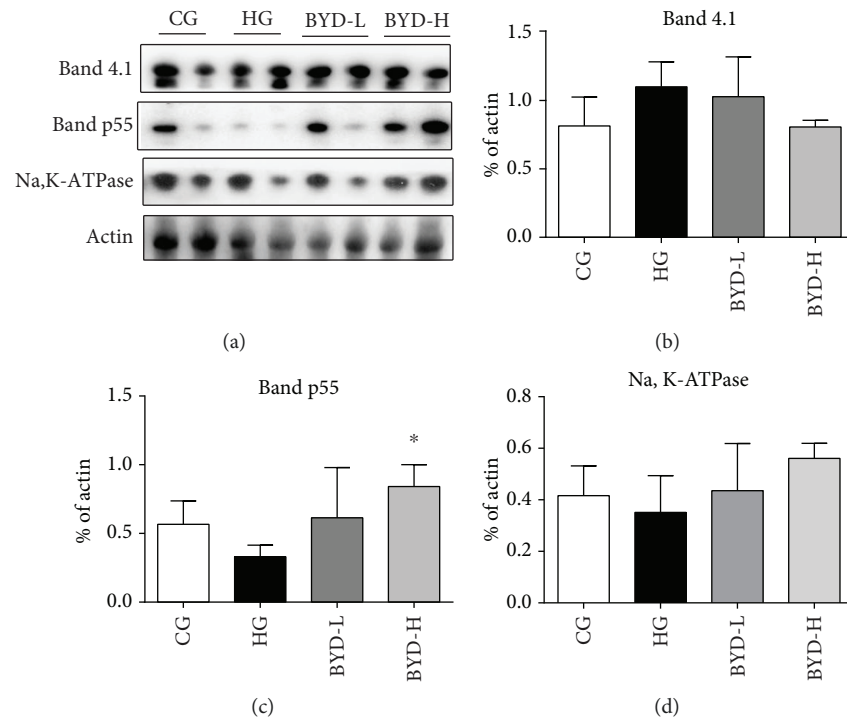 CG HG BYD-L BYD-H
Band 4.1
Band p55
Na,K-ATPase
Actin
(a)
Band 4.1
% of actin
1.5
1.0
0.5
0.0
CG HG BYD-L BYD-H
(b)
Band p55
% of actin
1.5
1.0
0.5
0.0
*
CG HG BYD-L BYD-H
(c)
Na, K-ATPase
% of actin
0.8
0.6
0.4
0.2
0.0
CG HG BYD-L BYD-H
(d)